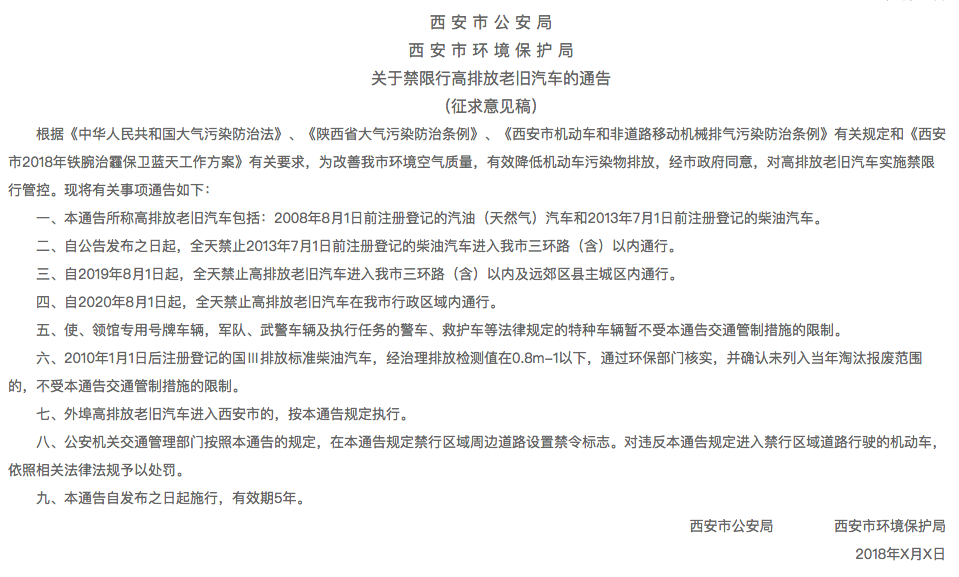 西安市公安局
西安市环境保护局
关于禁限行高排放老旧汽车的通告
（征求意见稿）
根据《中华人民共和国大气污染防治法》、《陕西省大气污染防治条例》、《西安市机动车和非道路移动机械排气污染防治条例》有关规定和《西安
市2018年铁腕治霾保卫蓝天工作方案》有关要求，为改善我市环境空气质量，有效降低机动车污染物排放，经市政府同意，对高排放老旧汽车实施禁限
行管控。现将有关事项通告如下：
一、本通告所称高排放老旧汽车包括：2008年8月1日前注册登记的汽油（天然气）汽车和2013年7月1日前注册登记的柴油汽车。
二、自公告发布之日起，全天禁止2013年7月1日前注册登记的柴油汽车进入我市三环路（含）以内通行。
三、自2019年8月1日起，全天禁止高排放老旧汽车进入我市三环路（含）以内及远郊区县主城区内通行。
四、自2020年8月1日起，全天禁止高排放老旧汽车在我市行政区域内通行。
五、使、领馆专用号牌车辆，军队、武警车辆及执行任务的警车、救护车等法律规定的特种车辆暂不受本通告交通管制措施的限制。
六、2010年1月1日后注册登记的国Ⅲ排放标准柴油汽车，经治理排放检测值在0.8m-1以下，通过环保部门核实，并确认未列入当年淘汰报废范围
的，不受本通告交通管制措施的限制。
七、外埠高排放老旧汽车进入西安市的，按本通告规定执行。
八、公安机关交通管理部门按照本通告的规定，在本通告规定禁行区域周边道路设置禁令标志。对违反本通告规定进入禁行区域道路行驶的机动车，
依照相关法律法规予以处罚。
九、本通告自发布之日起施行，有效期5年。
西安市公安局 西安市环境保护局
2018年X月X日